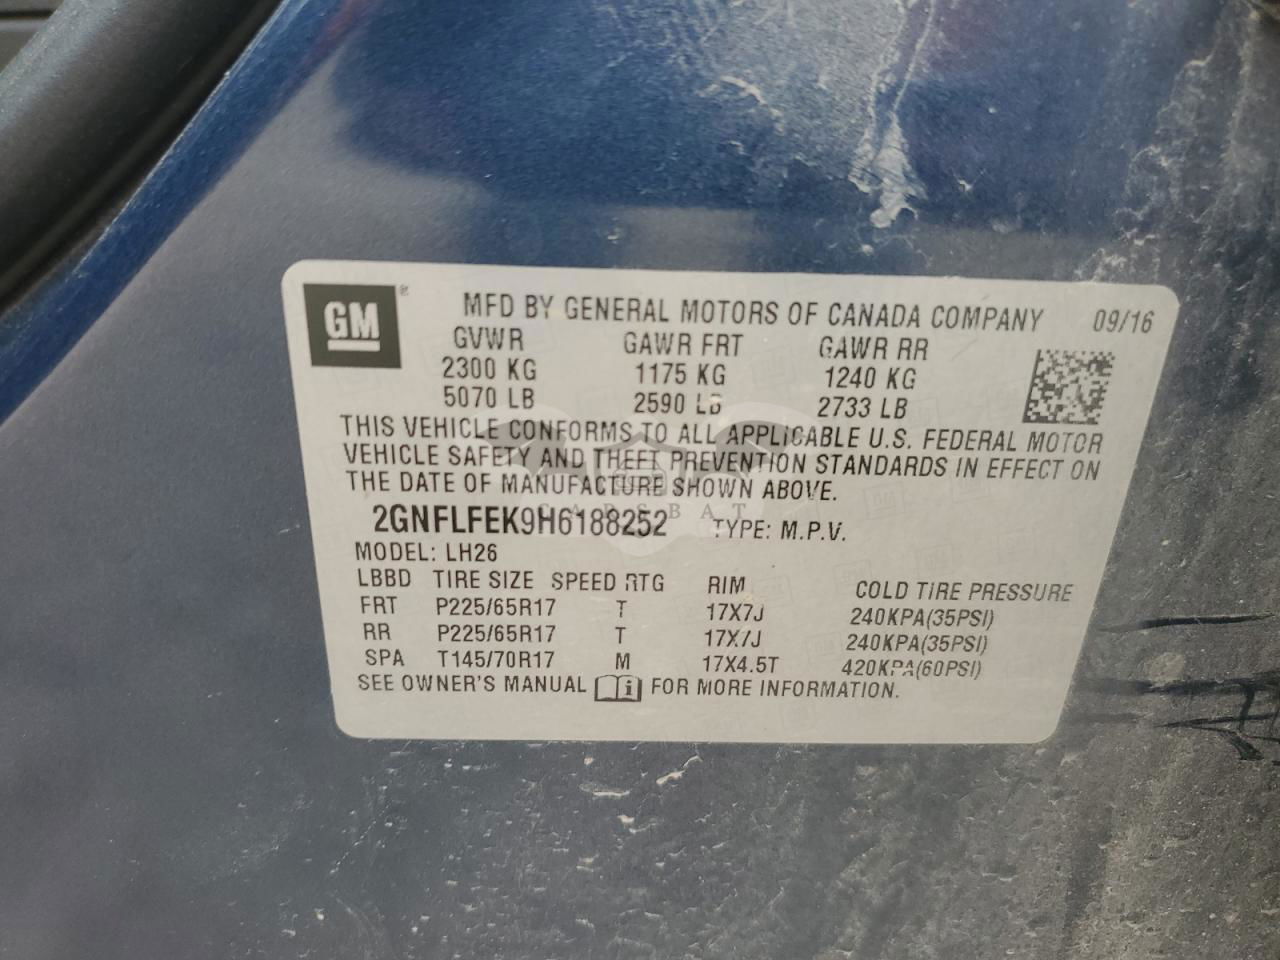 GM ® MFD BY GENERAL MOTORS OF CANADA COMPANY 09/16
GVWR GAWR FRT GAWR RR
2300 KG 1175 KG 1240 KG
5070 LB 2590 LB 2733 LB
THIS VEHICLE CONFORMS TO ALL APPLICABLE U.S. FEDERAL MOTOR
VEHICLE SAFETY AND THEFT PREVENTION STANDARDS IN EFFECT ON
THE DATE OF MANUFACTURE SHOWN ABOVE.
CARSBAT
2GNFLFEK9H6188252 TYPE: M.P.V.
MODEL: LH26
LBBD TIRE SIZE SPEED RTG RIM COLD TIRE PRESSURE
FRT P225/65R17 T 17X7J 240KPA(35PSI)
RR P225/65R17 T 17X7J 240KPA(35PSI)
SPA T145/70R17 M 17X4.5T 420KPA(60PSI)
SEE OWNER'S MANUAL i FOR MORE INFORMATION.